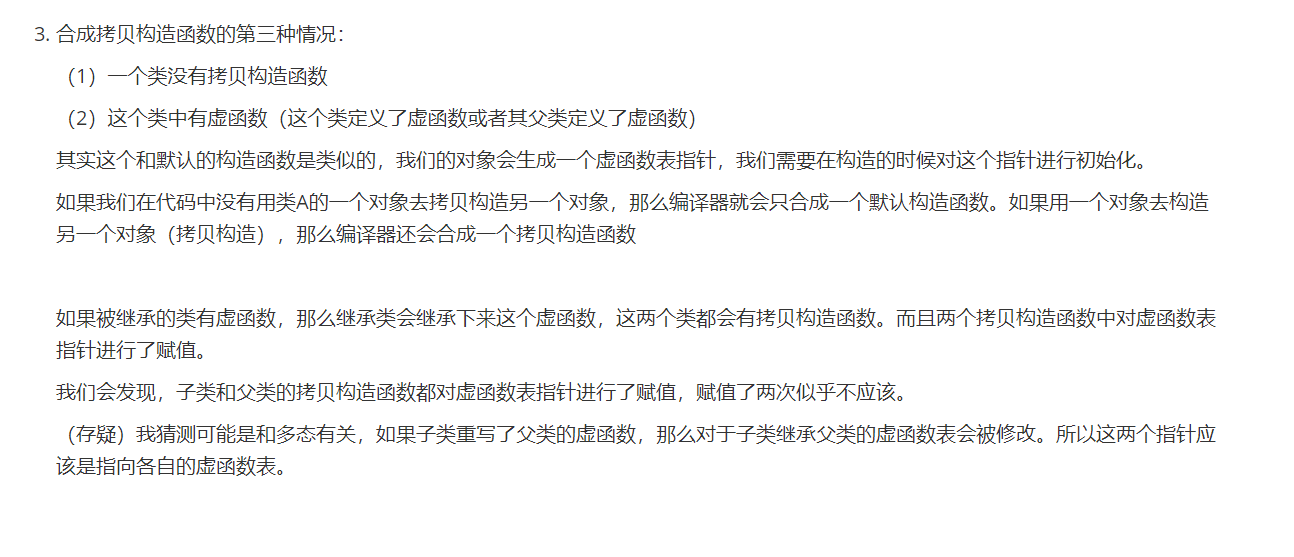 3. 合成拷贝构造函数的第三种情况：
（1）一个类没有拷贝构造函数
（2）这个类中有虚函数（这个类定义了虚函数或者其父类定义了虚函数）
其实这个和默认的构造函数是类似的，我们的对象会生成一个虚函数表指针，我们需要在构造的时候对这个指针进行初始化。
如果我们在代码中没有用类A的一个对象去拷贝构造另一个对象，那么编译器就会只合成一个默认构造函数。如果用一个对象去构造
另一个对象（拷贝构造），那么编译器还会合成一个拷贝构造函数
如果被继承的类有虚函数，那么继承类会继承下来这个虚函数，这两个类都会有拷贝构造函数。而且两个拷贝构造函数中对虚函数表
指针进行了赋值。
我们会发现，子类和父类的拷贝构造函数都对虚函数表指针进行了赋值，赋值了两次似乎不应该。
（存疑）我猜测可能是和多态有关，如果子类重写了父类的虚函数，那么对于子类继承父类的虚函数表会被修改。所以这两个指针应
该是指向各自的虚函数表。